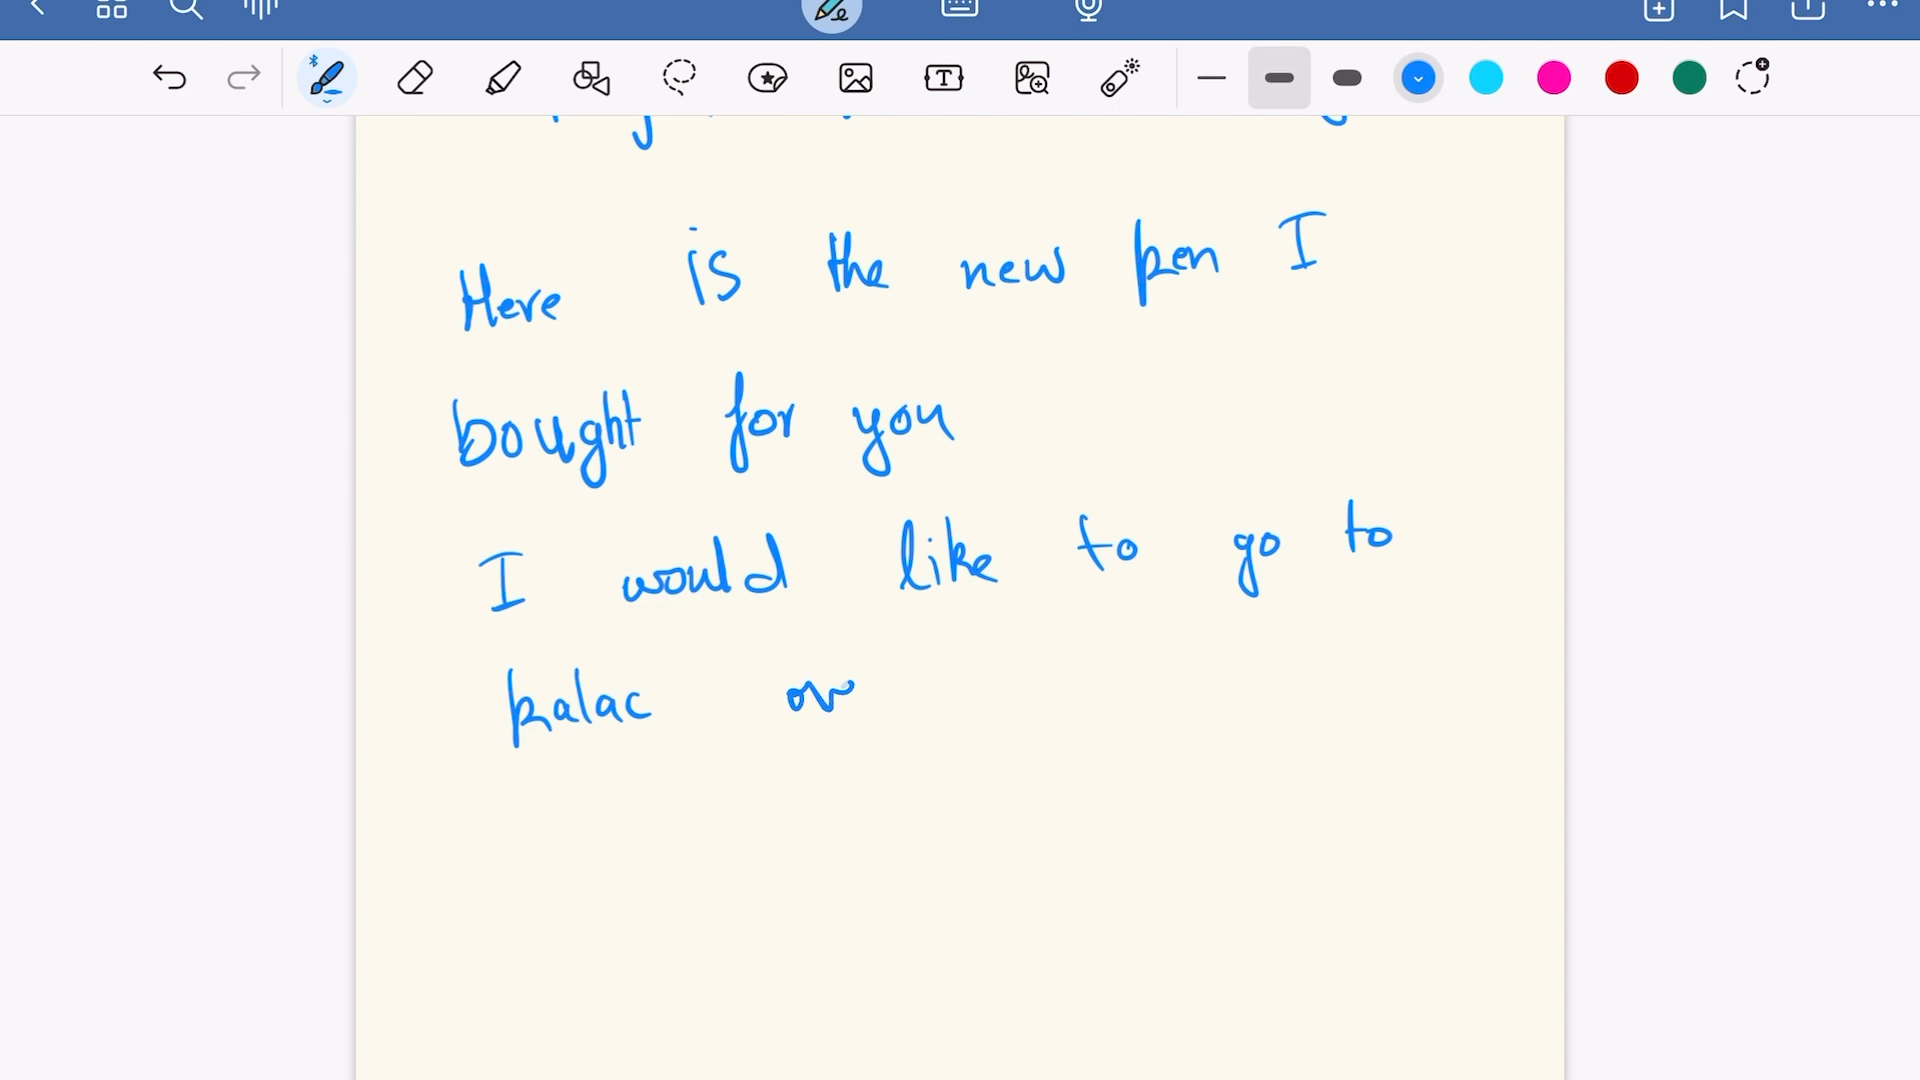 Here is the new pen I
bought for you
I would like to go to
palac ov